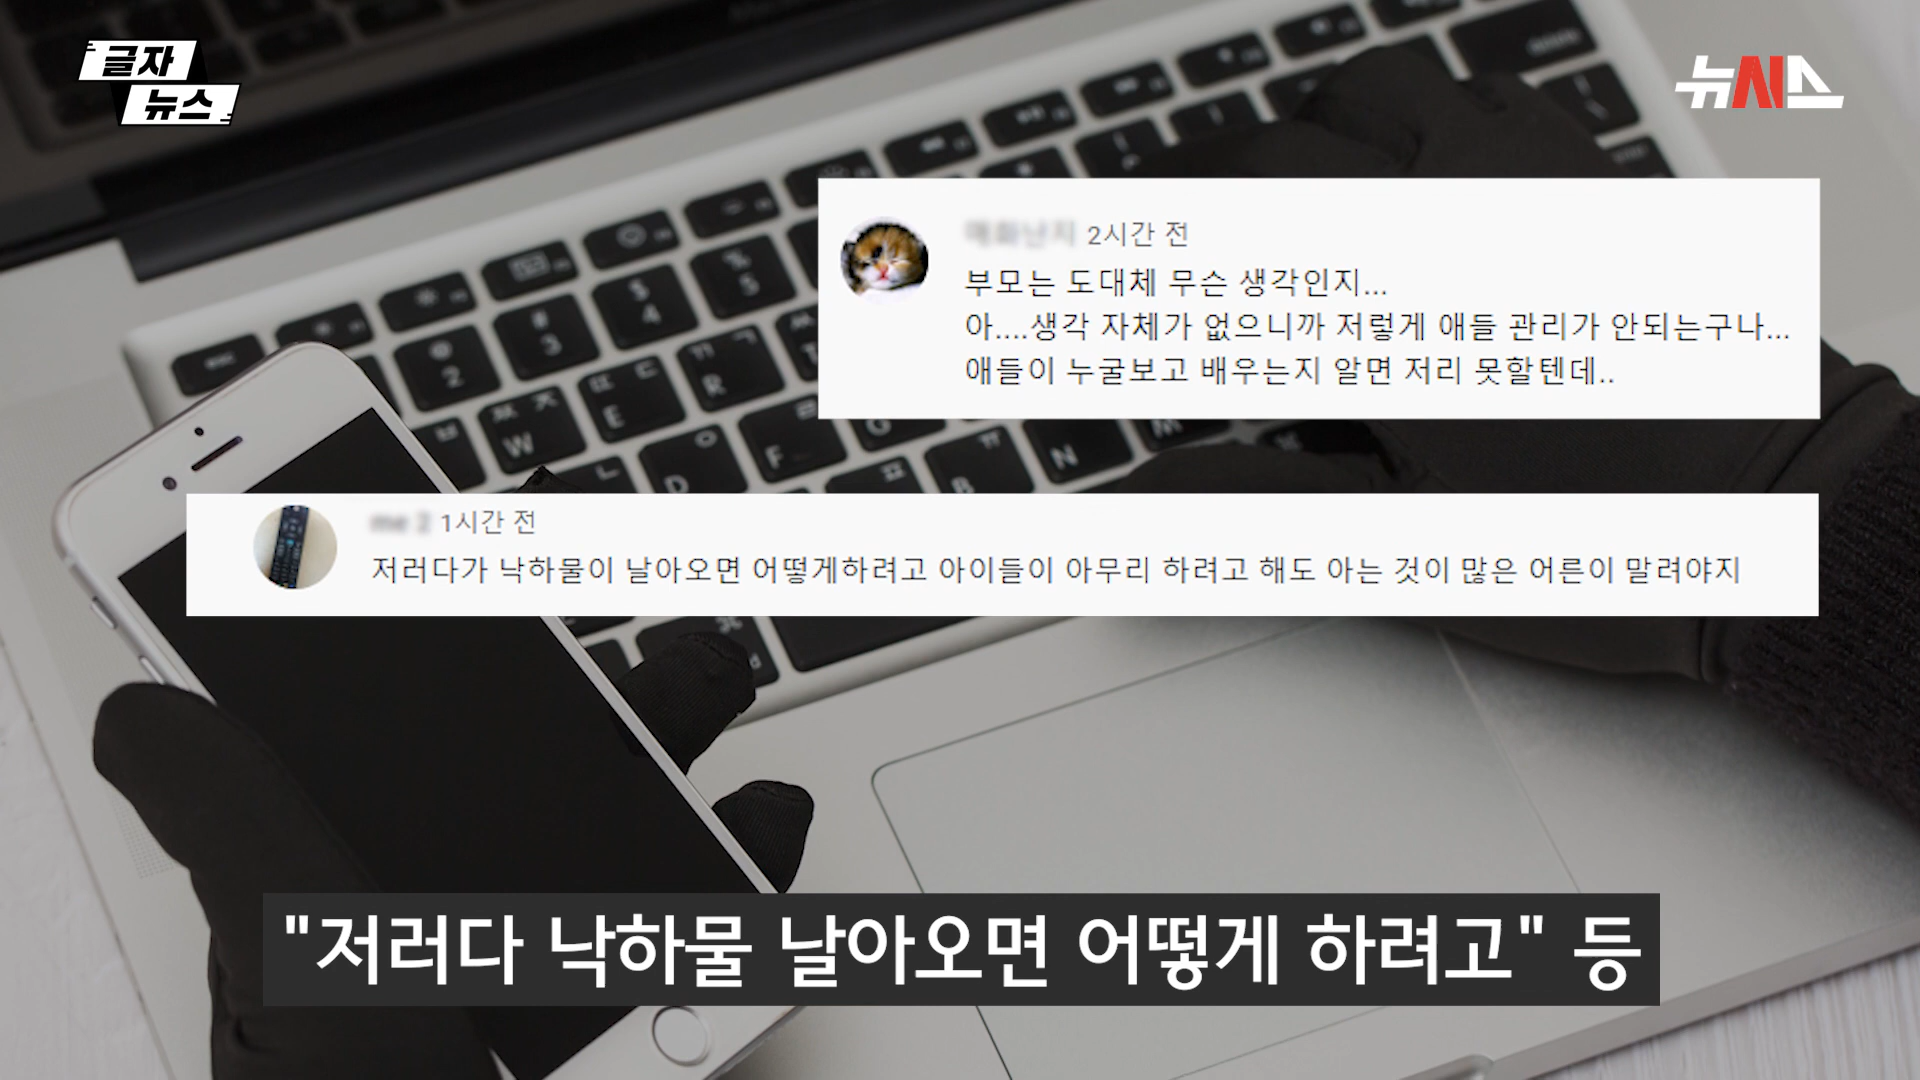 글자
뉴스
뉴시스
2시간 전
부모는 도대체 무슨 생각인지...
아....생각 자체가 없으니까 저렇게 애들 관리가 안되는구나...
애들이 누굴보고 배우는지 알면 저리 못할텐데..
1시간 전
저러다가 낙하물이 날아오면 어떻게하려고 아이들이 아무리 하려고 해도 아는 것이 많은 어른이 말려야지
"저러다 낙하물 날아오면 어떻게 하려고" 등